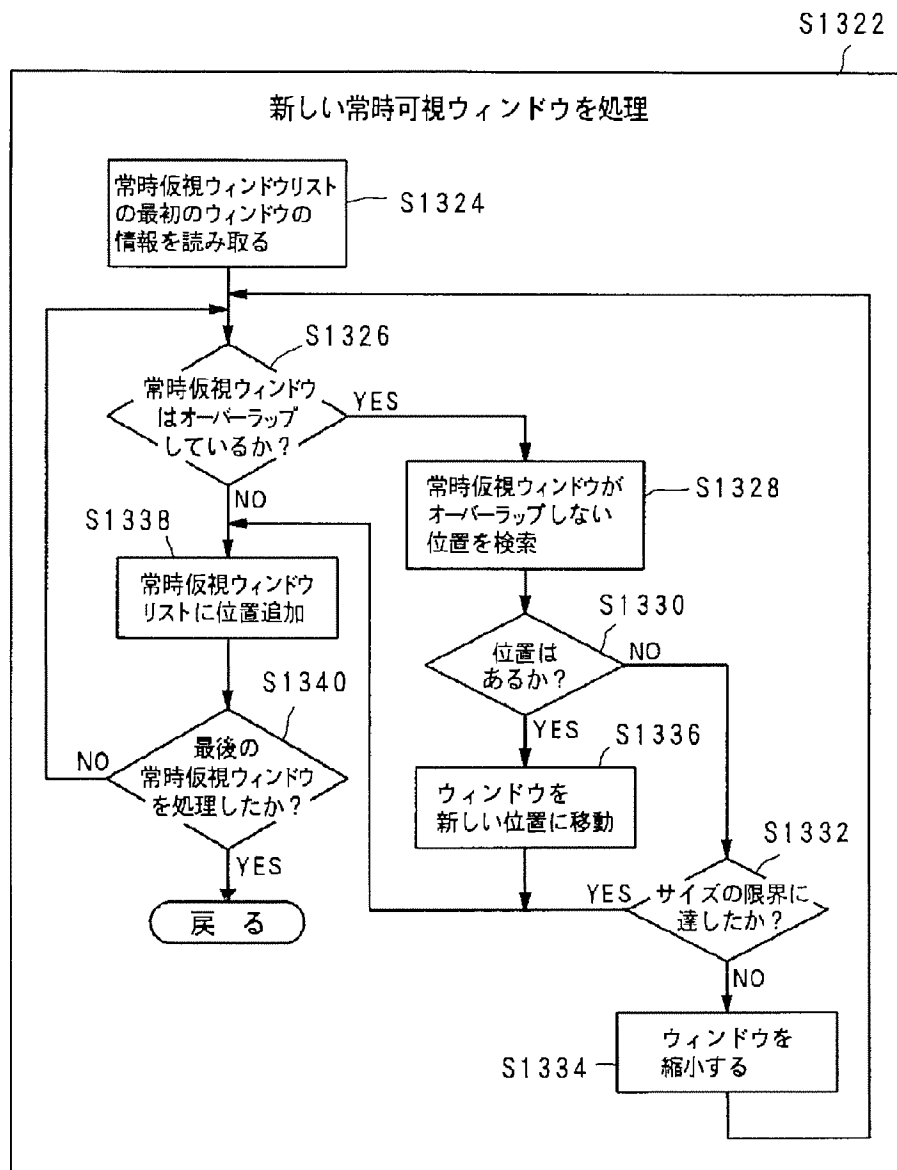 S1322
新しい常時可視ウィンドウを処理
常時仮視ウィンドウリスト
の最初のウィンドウの
情報を読み取る
S1324
S1326
常時仮視ウィンドウ
はオーバーラップ
しているか？
YES
NO
常時仮視ウィンドウが
オーバーラップしない
位置を検索
S1328
S1338
常時仮視ウィンドウ
リストに位置追加
S1330
位置は
あるか？
NO
YES
S1340
最後の
常時仮視ウィンドウ
を処理したか？
NO
YES
戻る
S1336
ウィンドウを
新しい位置に移動
S1332
サイズの限界に
達したか？
YES
NO
ウィンドウを
縮小する
S1334